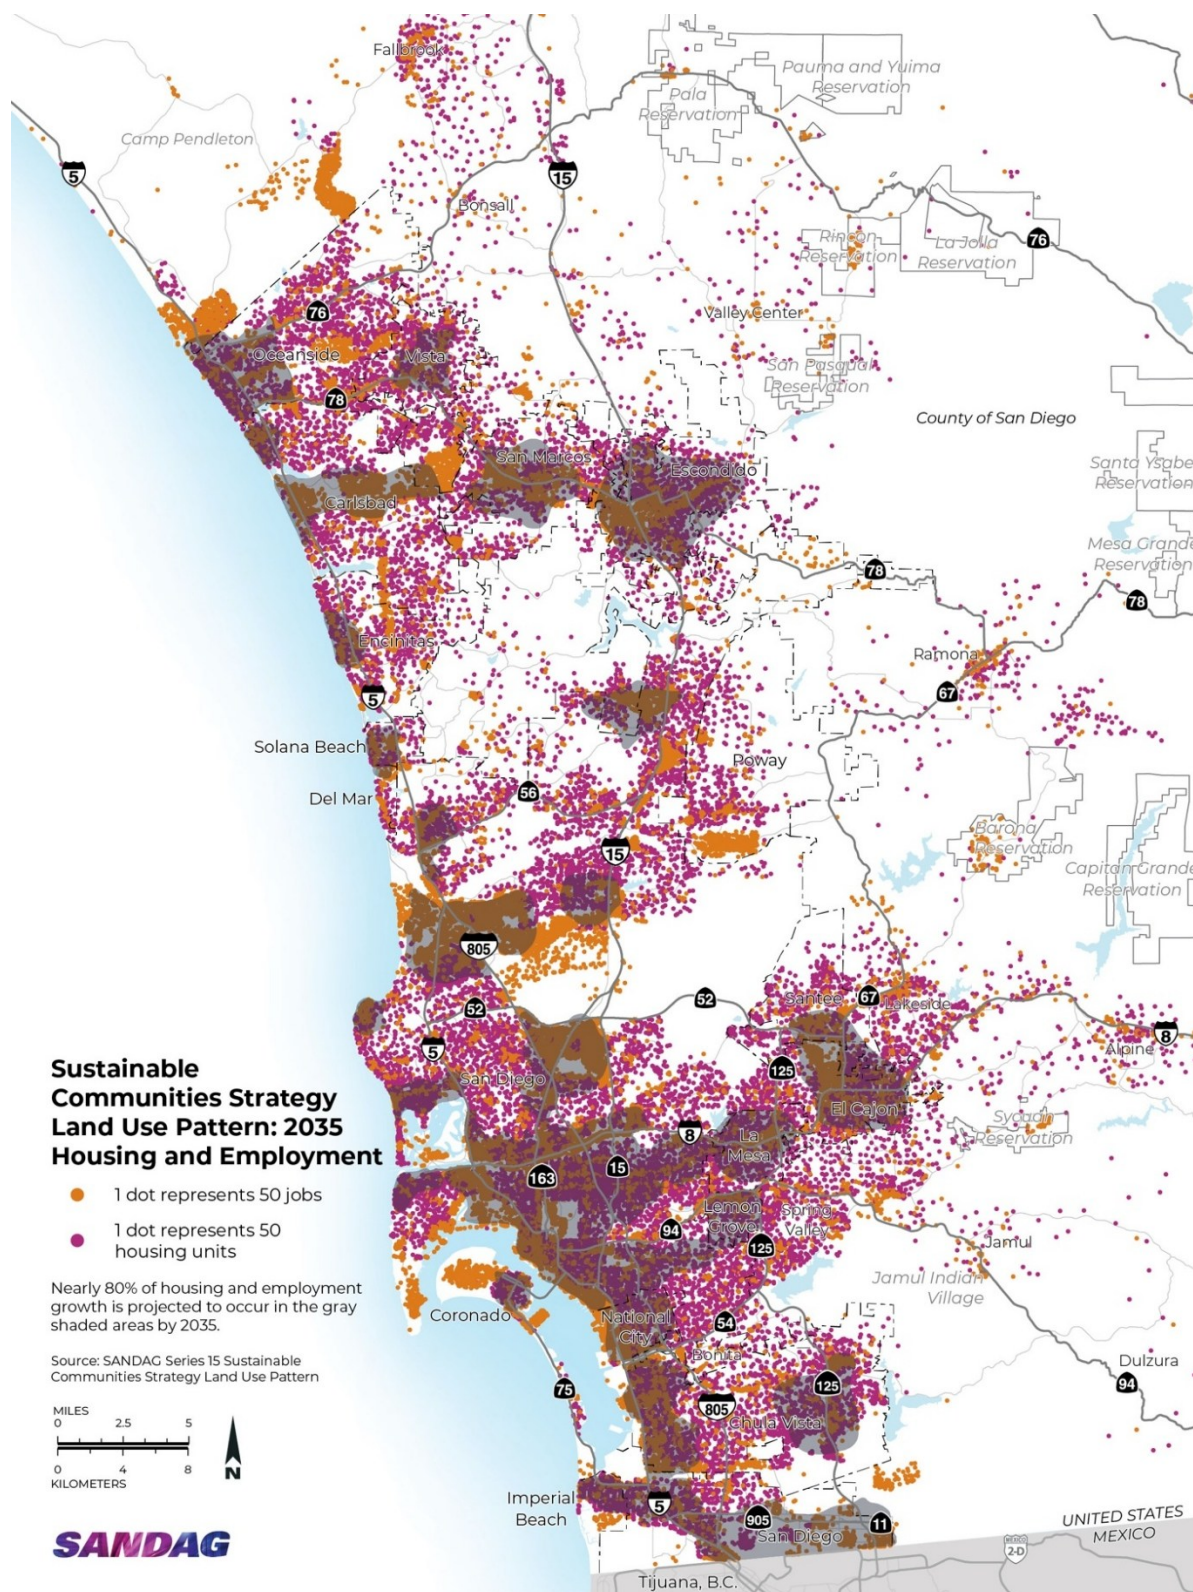 Fallbrook
Pauma and Yuima
Reservation
Pala
Reservation
Camp Pendleton
5
15
Bonsall
Rincon
Reservation
La Jolla
Reservation
76
76
Valley Center
Oceanside
Vista
San Pasqual
Reservation
78
County of San Diego
San Marcos
Escondido
Santa Ysabe
Reservation
Carlsbad
Mesa Grande
Reservation
78
78
Encinitas
Ramona
67
5
Solana Beach
Poway
Del Mar
56
Barona
Reservation
15
Capitan Grande
Reservation
805
52
52
Santee
67
Lakeside
5
8
Alpine
San Diego
125
El Cajon
Sycuan
Reservation
8
La
Mesa
15
163
Lemon
Grove
Spring
Valley
94
125
Jamul
Jamul Indian
Village
Coronado
National
City
54
Bonita
Dulzura
94
75
125
805
Chula Vista
Imperial
Beach
5
905
San Diego
11
UNITED STATES
MEXICO
MEXICO
2-D
Tijuana, B.C.
Sustainable
Communities Strategy
Land Use Pattern: 2035
Housing and Employment
1 dot represents 50 jobs
1 dot represents 50
housing units
Nearly 80% of housing and employment
growth is projected to occur in the gray
shaded areas by 2035.
Source: SANDAG Series 15 Sustainable
Communities Strategy Land Use Pattern
MILES
0 2.5 5
0 4 8
KILOMETERS
N
SANDAG